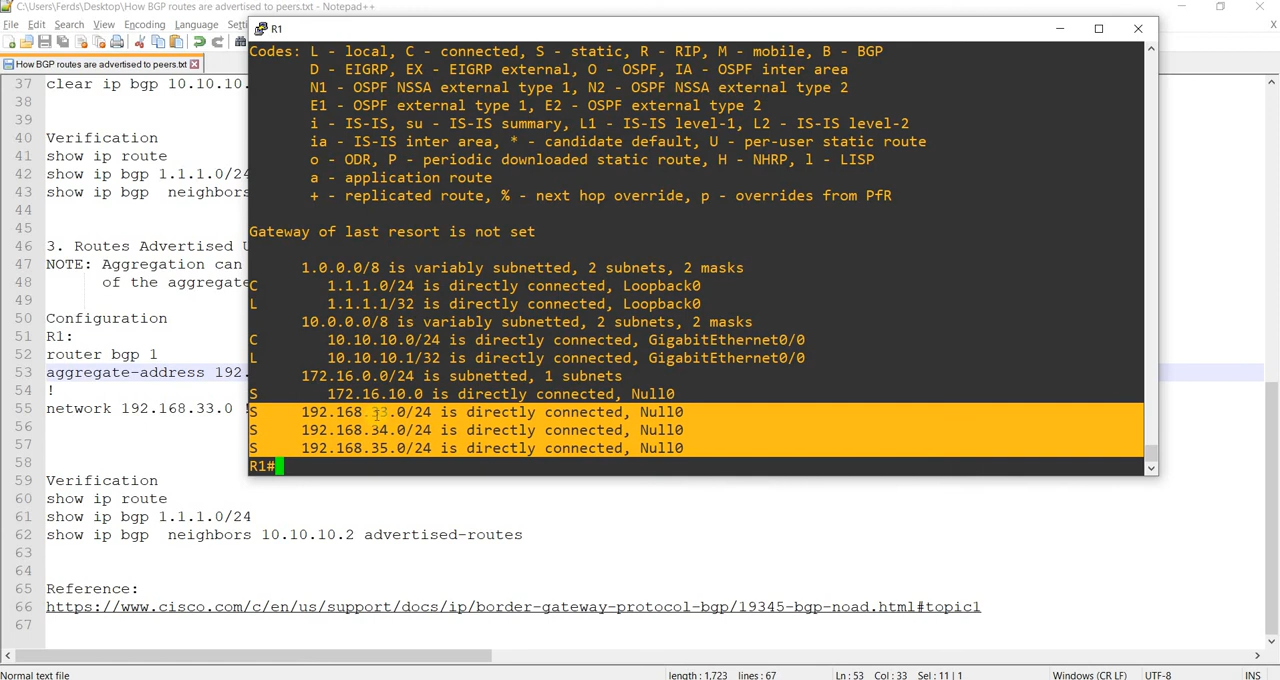 C:\Users\Ferds\Desktop\How BGP routes are advertised to peers.txt - Notepad++
File Edit Search View Encoding Language
How BGP routes are advertised to peers.txt
37 clear ip bgp 10.10.10.
38
39
40 Verification
41 show ip route
42 show ip bgp 1.1.1.0/24
43 show ip bgp  neighbors
44
45
46 3. Routes Advertised
47 NOTE: Aggregation can
48 of the aggregate
49
50 Configuration
51 R1:
52 router bgp 1
53 aggregate-address 192.
54 !
55 network 192.168.33.0
56
57
58
59 Verification
60 show ip route
61 show ip bgp 1.1.1.0/24
62 show ip bgp  neighbors 10.10.10.2 advertised-routes
63
64
65 Reference:
66 https://www.cisco.com/c/en/us/support/docs/ip/border-gateway-protocol-bgp/19345-bgp-noad.html#topic1
67
R1
Codes: L - local, C - connected, S - static, R - RIP, M - mobile, B - BGP
D - EIGRP, EX - EIGRP external, O - OSPF, IA - OSPF inter area
N1 - OSPF NSSA external type 1, N2 - OSPF NSSA external type 2
E1 - OSPF external type 1, E2 - OSPF external type 2
i - IS-IS, su - IS-IS summary, L1 - IS-IS level-1, L2 - IS-IS level-2
ia - IS-IS inter area, * - candidate default, U - per-user static route
o - ODR, P - periodic downloaded static route, H - NHRP, l - LISP
a - application route
+ - replicated route, % - next hop override, p - overrides from PfR
Gateway of last resort is not set
1.0.0.0/8 is variably subnetted, 2 subnets, 2 masks
C 1.1.1.0/24 is directly connected, Loopback0
L 1.1.1.1/32 is directly connected, Loopback0
10.0.0.0/8 is variably subnetted, 2 subnets, 2 masks
C 10.10.10.0/24 is directly connected, GigabitEthernet0/0
L 10.10.10.1/32 is directly connected, GigabitEthernet0/0
172.16.0.0/24 is subnetted, 1 subnets
S 172.16.10.0 is directly connected, Null0
S 192.168.33.0/24 is directly connected, Null0
S 192.168.34.0/24 is directly connected, Null0
S 192.168.35.0/24 is directly connected, Null0
R1#
Normal text file length : 1,723 lines : 67 Ln : 53 Col : 33 Sel : 11 | 1 Windows (CR LF) UTF-8 INS